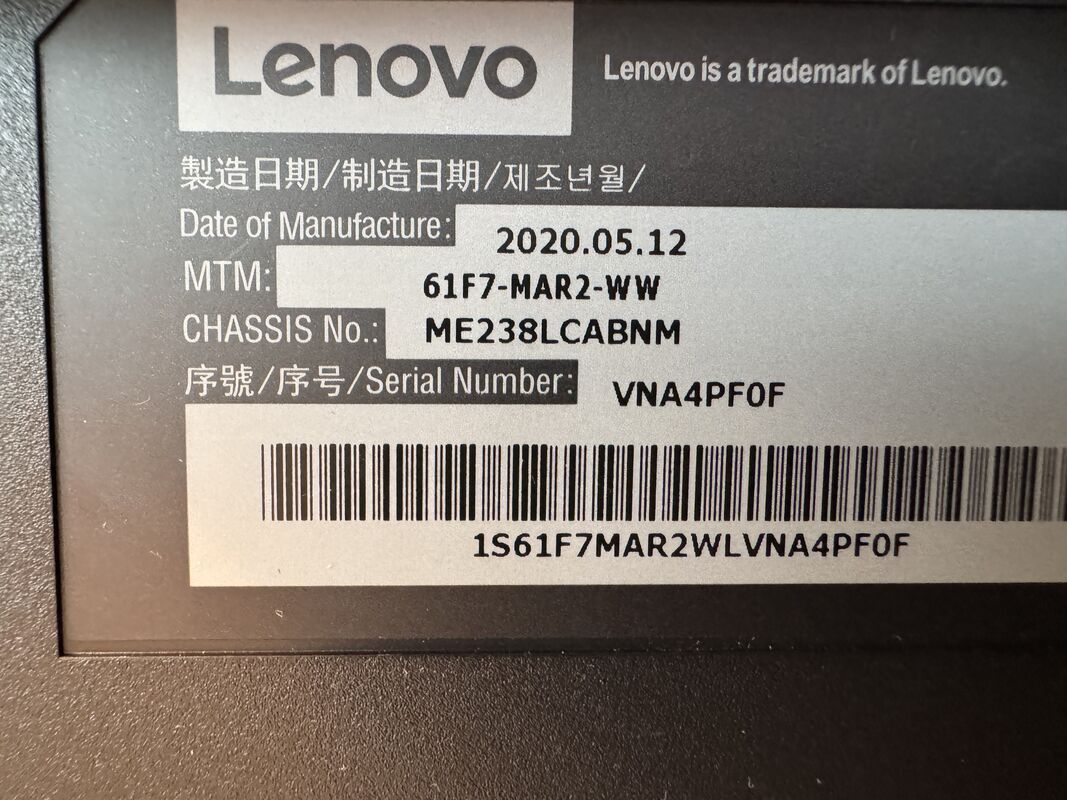 Lenovo
Lenovo is a trademark of Lenovo.
製造日期/制造日期/제조년월/
Date of Manufacture: 2020.05.12
MTM: 61F7-MAR2-WW
CHASSIS No.: ME238LCABNM
序號/序号/Serial Number: VNA4PF0F
1S61F7MAR2WLVNA4PF0F